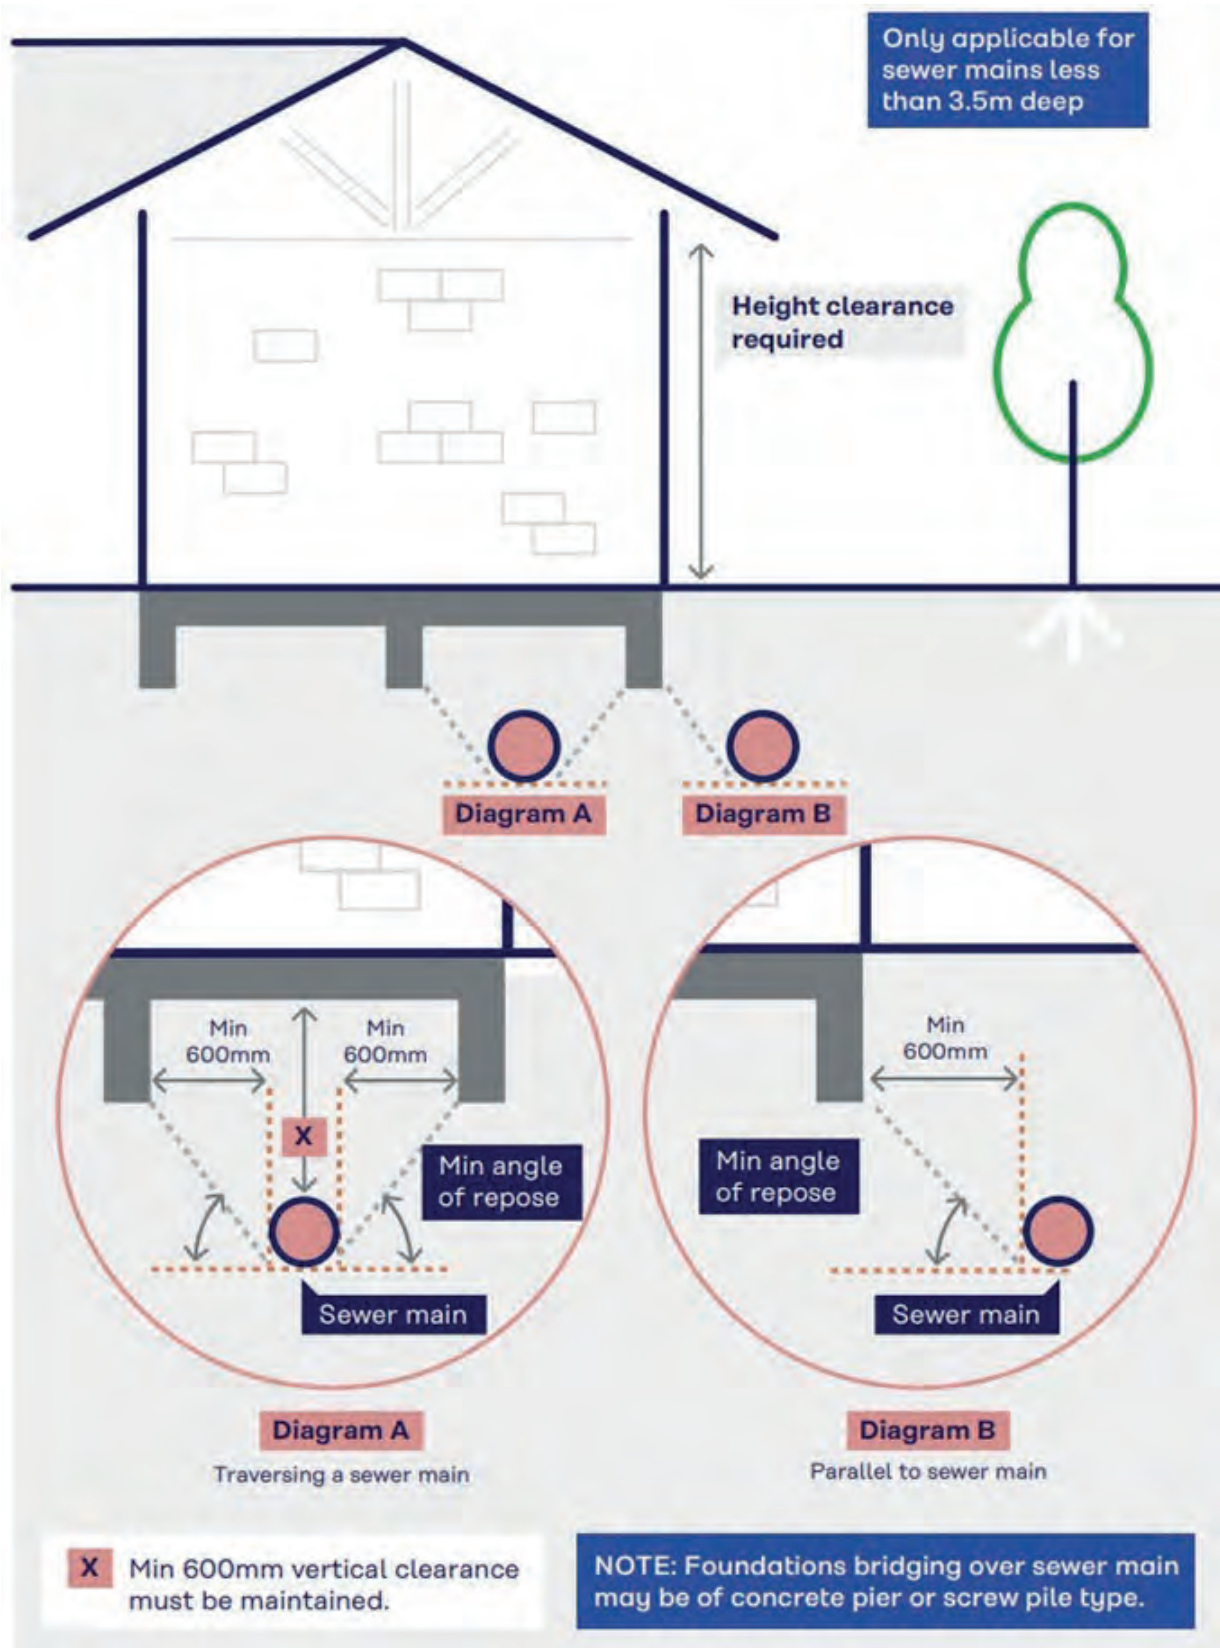 Only applicable for
sewer mains less
than 3.5m deep
Height clearance
required
Diagram A
Diagram B
Min
600mm
Min
600mm
X
Min angle
of repose
Sewer main
Min
600mm
Min angle
of repose
Sewer main
Diagram A
Traversing a sewer main
Diagram B
Parallel to sewer main
X Min 600mm vertical clearance
must be maintained.
NOTE: Foundations bridging over sewer main
may be of concrete pier or screw pile type.